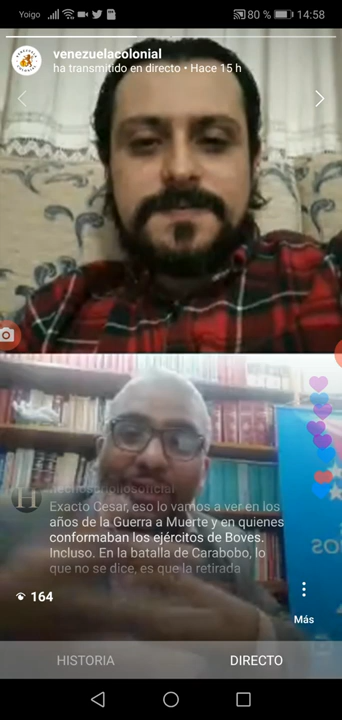 Yoigo
80 %
14:58
venezuelacolonial
ha transmitido en directo • Hace 15 h
Exacto Cesar, eso lo vamos a ver en los
años de la Guerra a Muerte y en quienes
conformaban los ejércitos de Boves.
Incluso. En la batalla de Carabobo, lo
que no se dice, es que la retirada
164
Más
HISTORIA
DIRECTO